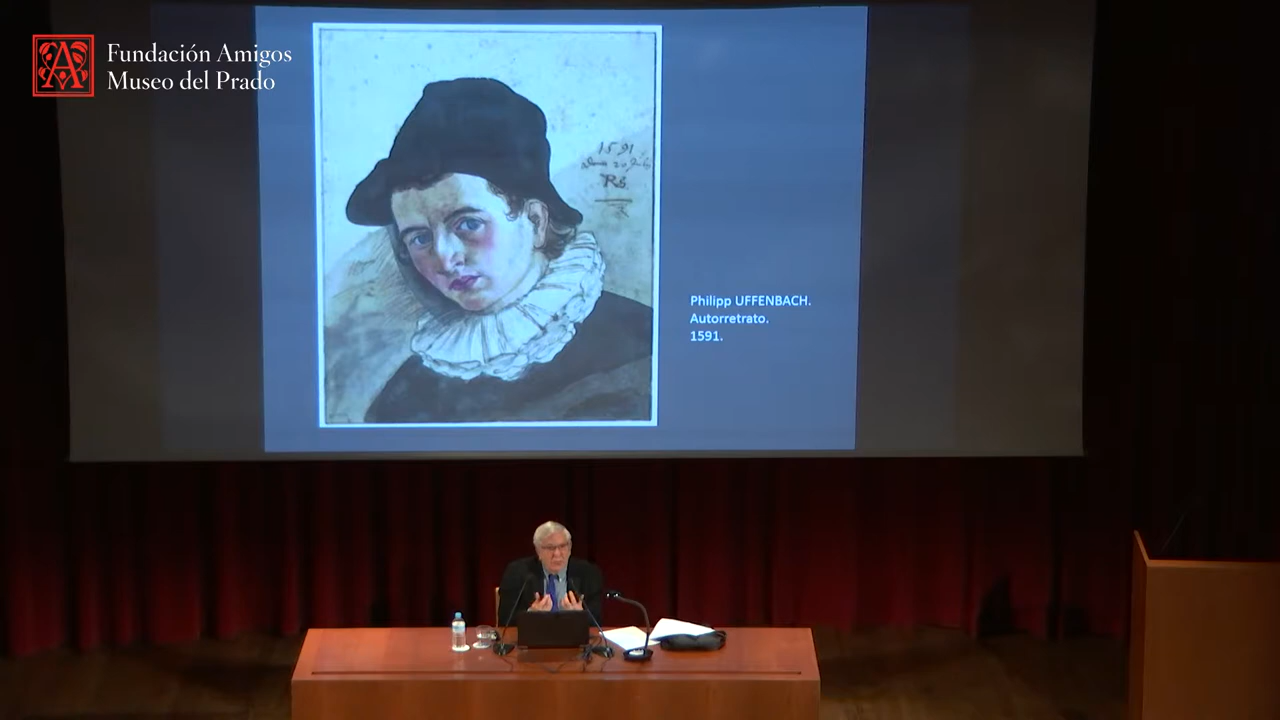 Fundación Amigos
Museo del Prado
1591
Philipp UFFENBACH.
Autorretrato.
1591.